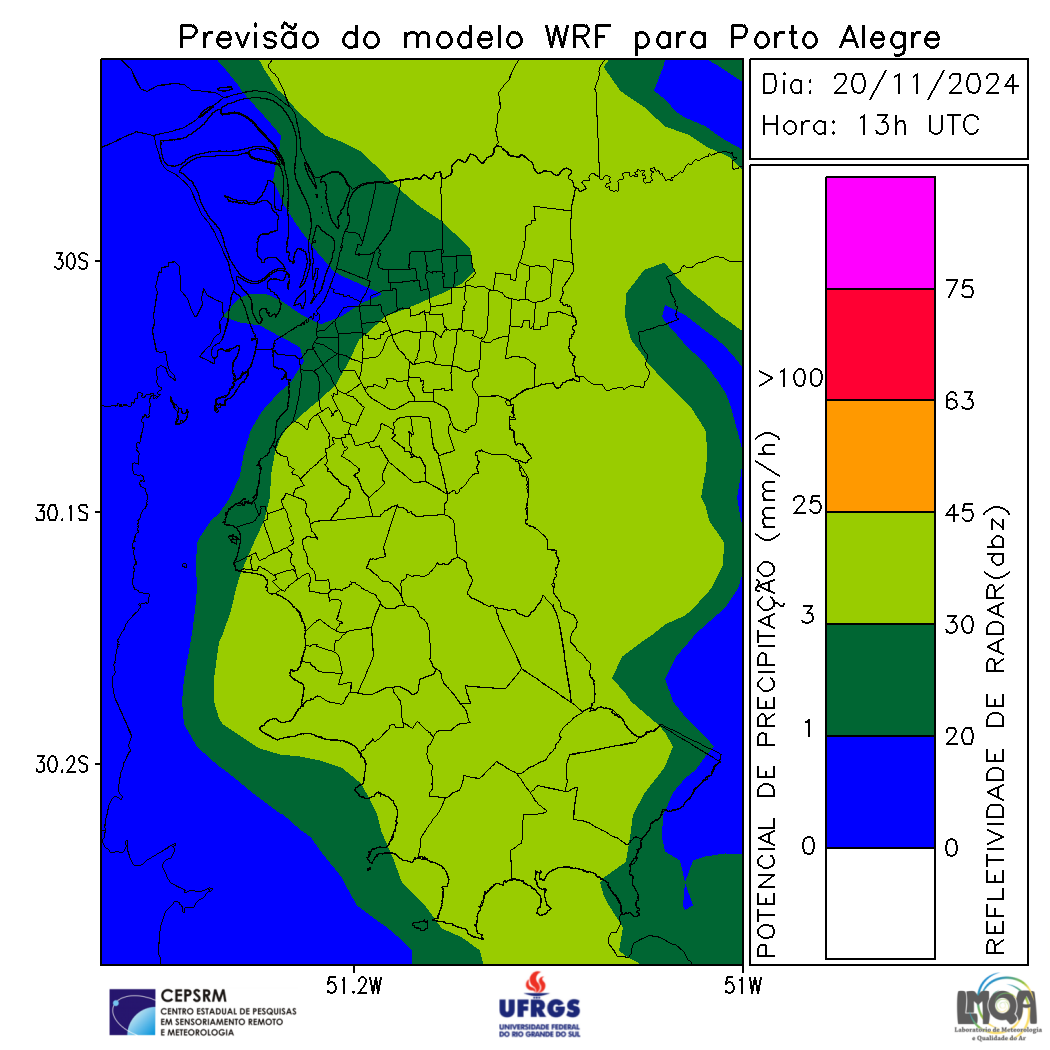 Previsão do modelo WRF para Porto Alegre
Dia: 20/11/2024
Hora: 13h UTC
30S
30.1S
30.2S
51.2W
51W
POTENCIAL DE PRECIPITAÇÃO (mm/h)
>100
25
3
1
0
75
63
45
30
20
0
REFLETIVIDADE DE RADAR(dbz)
CEPSRM
CENTRO ESTADUAL DE PESQUISAS
EM SENSORIAMENTO REMOTO
E METEOROLOGIA
UFRGS
UNIVERSIDADE FEDERAL
DO RIO GRANDE DO SUL
LMQA
Laboratório de Meteorologia
e Qualidade do Ar